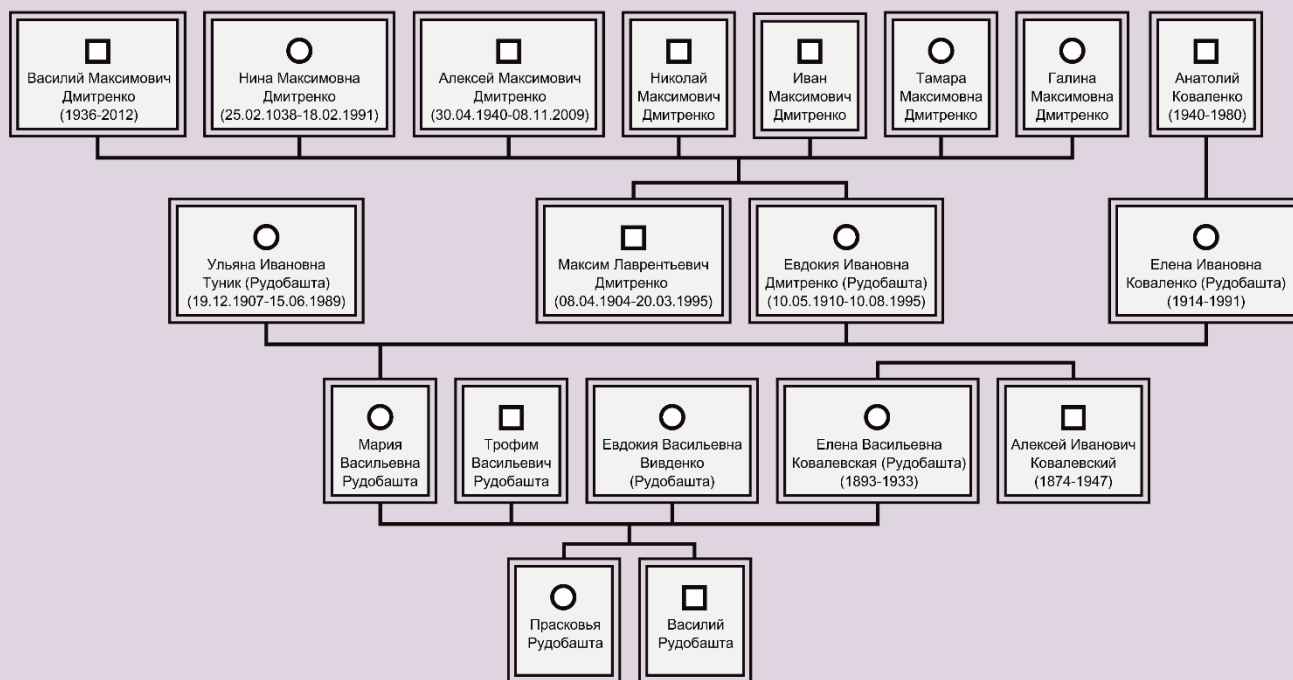 Василий Максимович
Дмитренко
(1936-2012)
Нина Максимовна
Дмитренко
(25.02.1038-18.02.1991)
Алексей Максимович
Дмитренко
(30.04.1940-08.11.2009)
Николай
Максимович
Дмитренко
Иван
Максимович
Дмитренко
Тамара
Максимовна
Дмитренко
Галина
Максимовна
Дмитренко
Анатолий
Коваленко
(1940-1980)
Ульяна Ивановна
Туник (Рудобашта)
(19.12.1907-15.06.1989)
Максим Лаврентьевич
Дмитренко
(08.04.1904-20.03.1995)
Евдокия Ивановна
Дмитренко (Рудобашта)
(10.05.1910-10.08.1995)
Елена Ивановна
Коваленко (Рудобашта)
(1914-1991)
Мария
Васильевна
Рудобашта
Трофим
Васильевич
Рудобашта
Евдокия Васильевна
Вивденко
(Рудобашта)
Елена Васильевна
Ковалевская (Рудобашта)
(1893-1933)
Алексей Иванович
Ковалевский
(1874-1947)
Прасковья
Рудобашта
Василий
Рудобашта